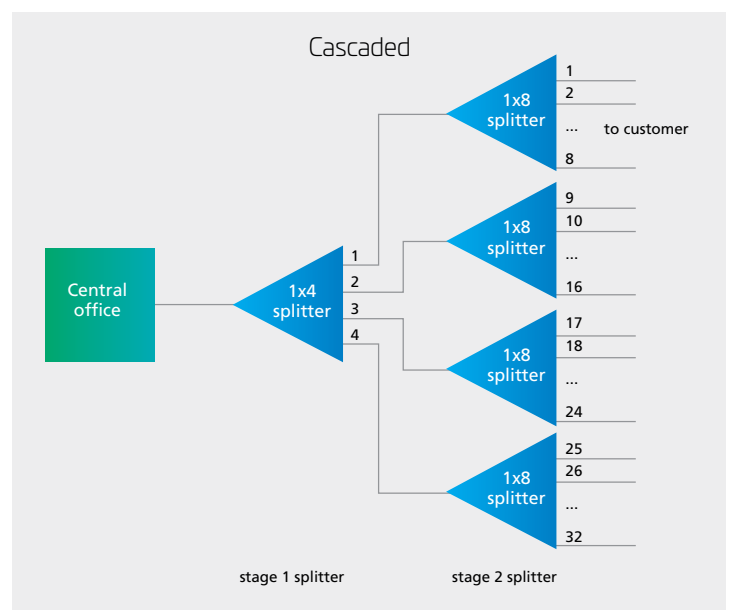 Cascaded
1
1x8
splitter
2
...
to customer
8
9
1x8
splitter
10
...
16
Central
office
1x4
splitter
1
2
3
4
17
1x8
splitter
18
...
24
25
1x8
splitter
26
...
32
stage 1 splitter
stage 2 splitter